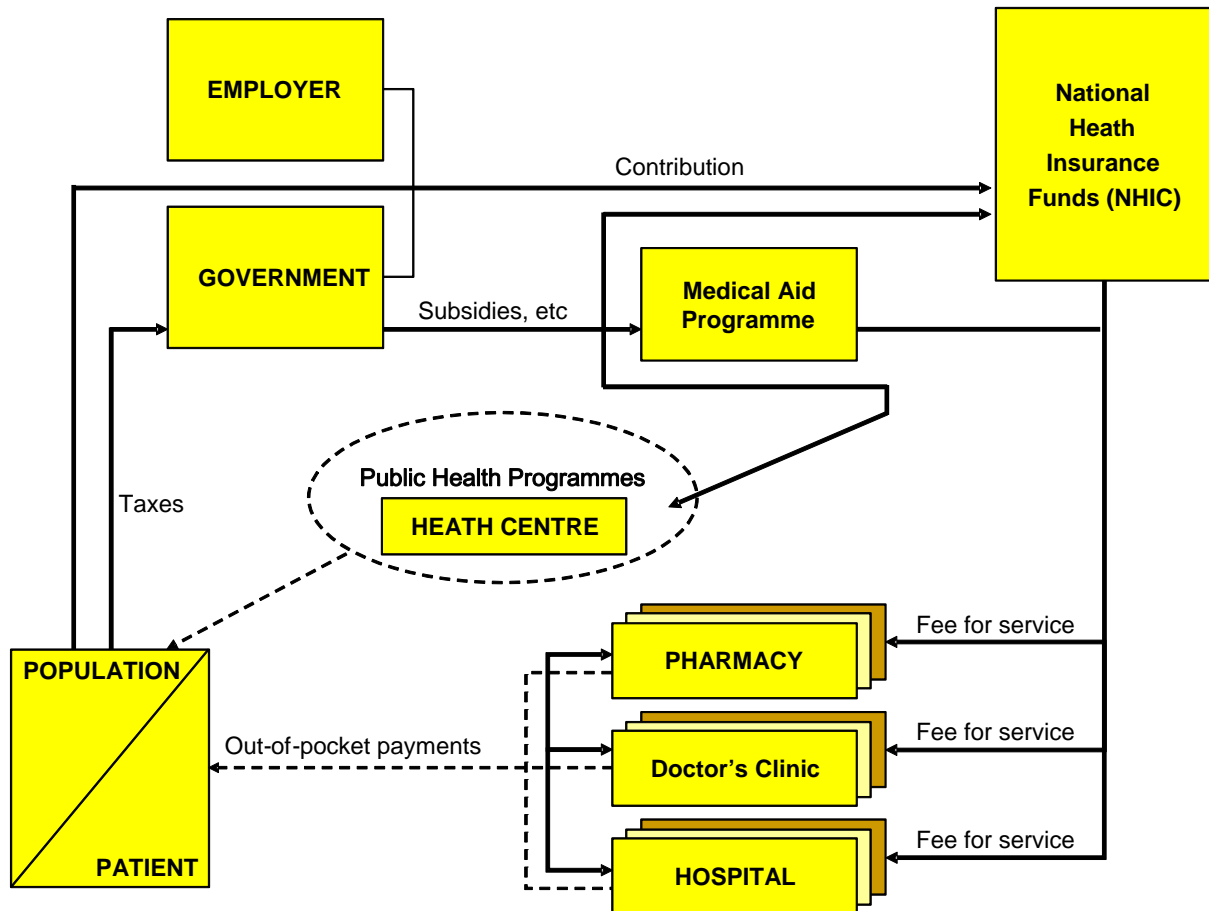 EMPLOYER
National
Heath
Insurance
Funds (NHIC)
Contribution
GOVERNMENT
Subsidies, etc
Medical Aid
Programme
Taxes
Public Health Programmes
HEATH CENTRE
POPULATION
PATIENT
Out-of-pocket payments
PHARMACY
Fee for service
Doctor's Clinic
Fee for service
HOSPITAL
Fee for service